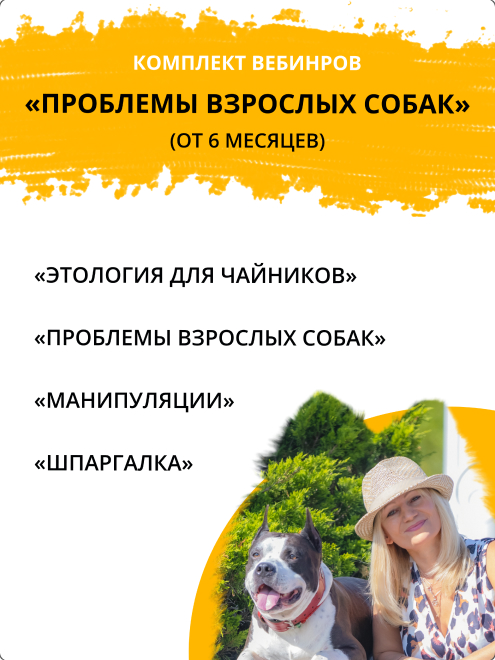 КОМПЛЕКТ ВЕБИНРОВ
«ПРОБЛЕМЫ ВЗРОСЛЫХ СОБАК»
(ОТ 6 МЕСЯЦЕВ)
«ЭТОЛОГИЯ ДЛЯ ЧАЙНИКОВ»
«ПРОБЛЕМЫ ВЗРОСЛЫХ СОБАК»
«МАНИПУЛЯЦИИ»
«ШПАРГАЛКА»